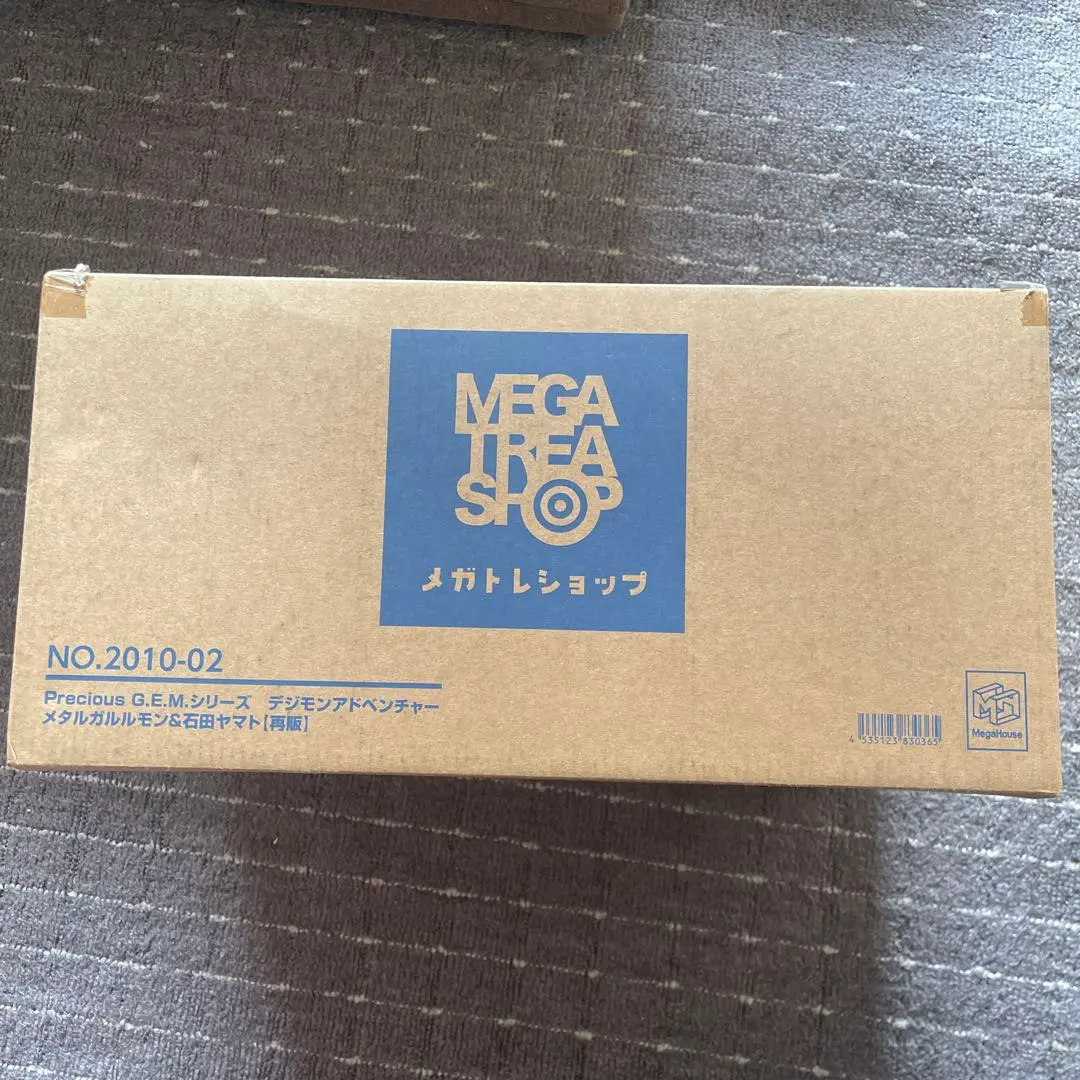 MEGA
TREA
SHOP
メガトレショップ
NO.2010-02
Precious G.E.M.シリーズ　デジモンアドベンチャー
メタルガルルモン&石田ヤマト【再販】
4 535123 830365
MegaHouse